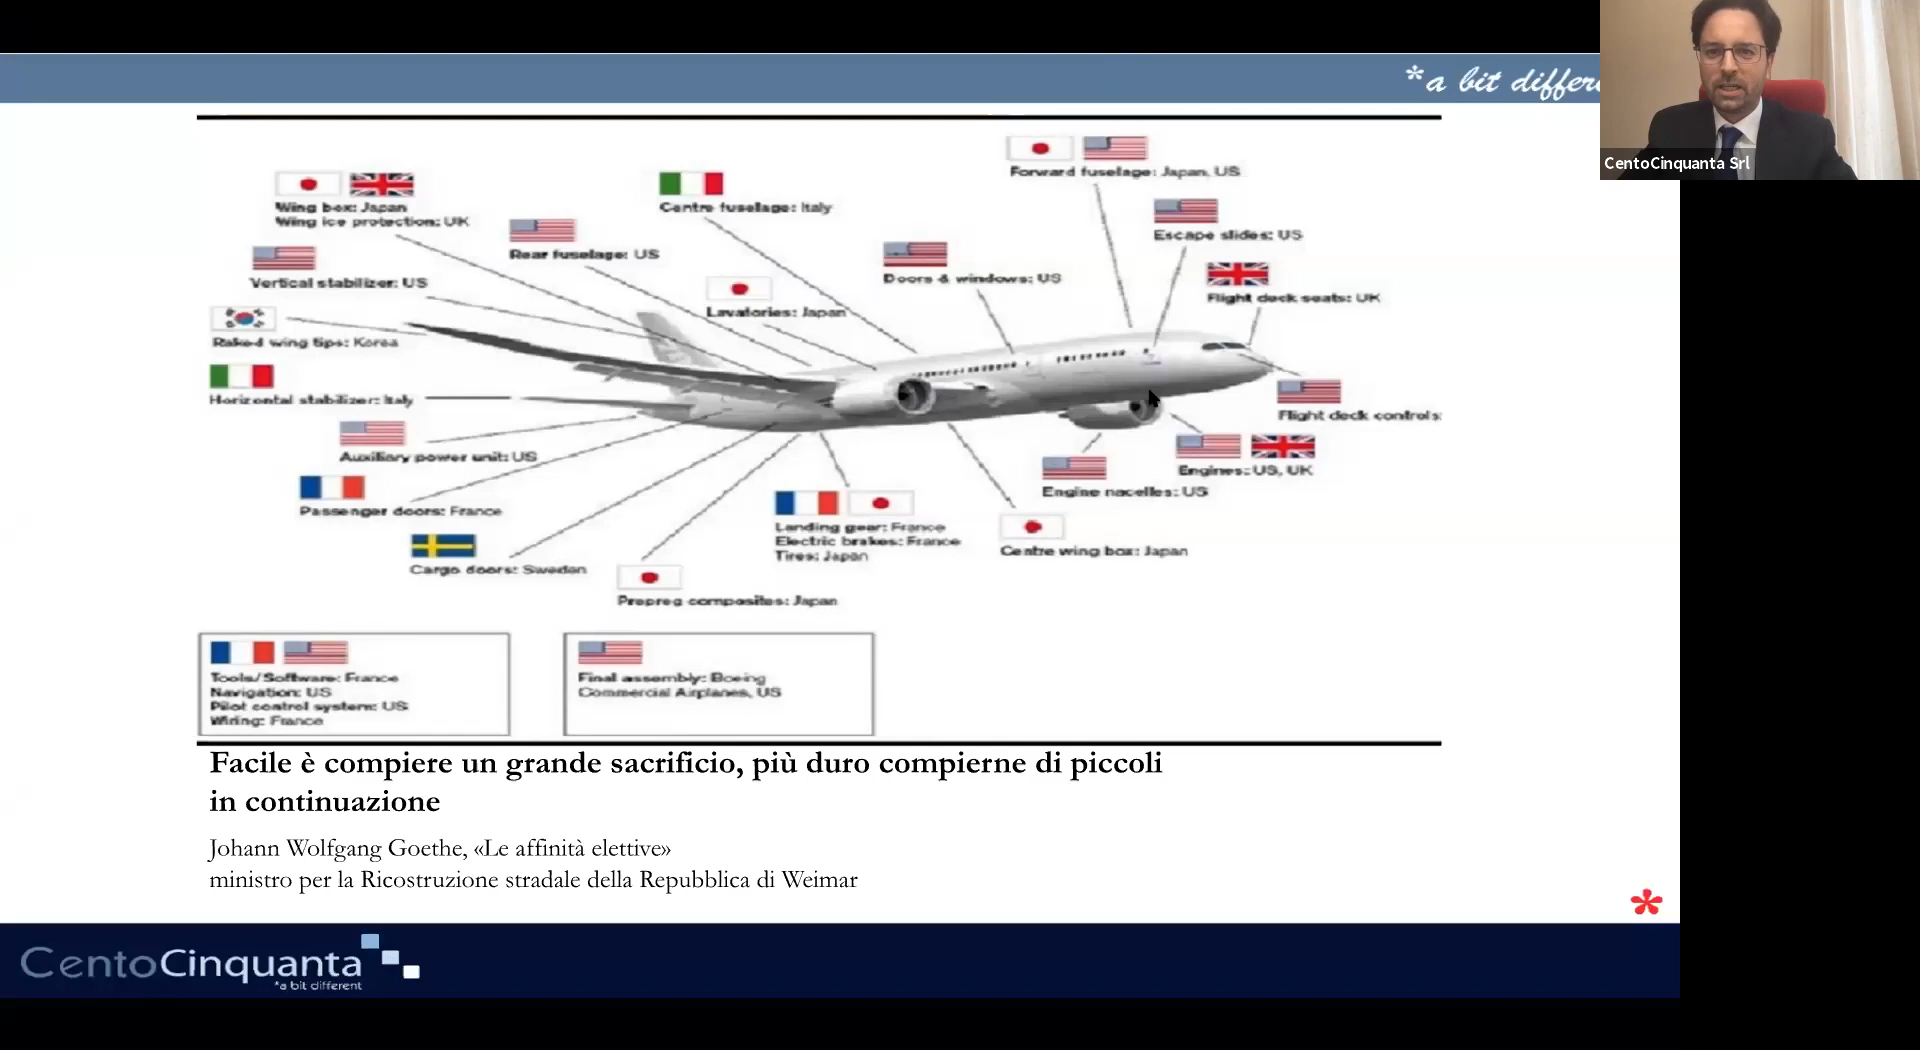 *a bit differe
CentoCinquanta Srl
Forward fuselage: Japan, US
Wing box: Japan
Wing ice protection: UK
Centre fuselage: Italy
Escape slides: US
Rear fuselage: US
Doors & windows: US
Vertical stabilizer: US
Flight deck seats: UK
Lavatories: Japan
Raked wing tips: Korea
Horizontal stabilizer: Italy
Flight deck controls:
Auxiliary power unit: US
Engines: US, UK
Engine nacelles: US
Passenger doors: France
Landing gear: France
Electric brakes: France
Tires: Japan
Centre wing box: Japan
Cargo doors: Sweden
Prepreg composites: Japan
Tools/Software: France
Navigation: US
Pilot control system: US
Wiring: France
Final assembly: Boeing
Commercial Airplanes, US
Facile è compiere un grande sacrificio, più duro compierne di piccoli
in continuazione
Johann Wolfgang Goethe, «Le affinità elettive»
ministro per la Ricostruzione stradale della Repubblica di Weimar
*
CentoCinquanta
*a bit different